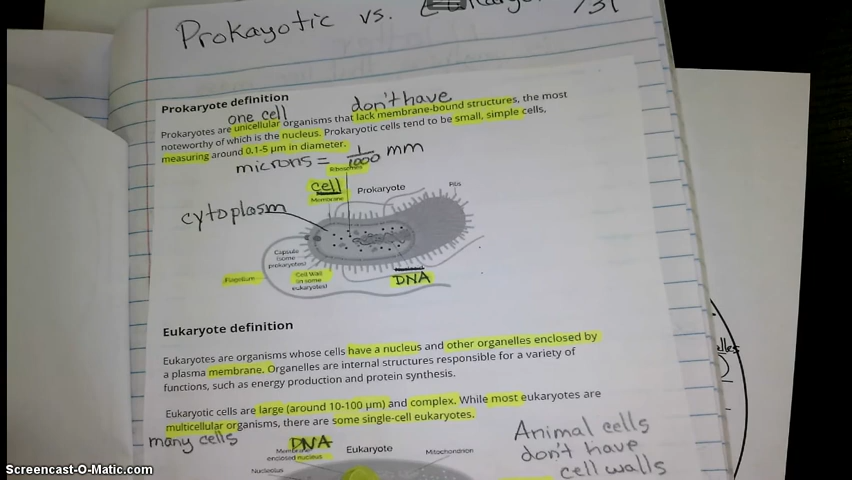 Prokayotic vs.
/31
Prokaryote definition
one cell
don't have
Prokaryotes are unicellular organisms that lack membrane-bound structures, the most
noteworthy of which is the nucleus. Prokaryotic cells tend to be small, simple cells,
measuring around 0.1-5 μm in diameter.
microns = 1/1000 mm
Ribosomes
cell
Membrane
Prokaryote
Pilis
cytoplasm
Capsule
(some
prokaryotes)
Flagellum
Cell Wall
(in some
eukaryotes)
DNA
Eukaryote definition
Eukaryotes are organisms whose cells have a nucleus and other organelles enclosed by
a plasma membrane. Organelles are internal structures responsible for a variety of
functions, such as energy production and protein synthesis.
Eukaryotic cells are large (around 10-100 μm) and complex. While most eukaryotes are
multicellular organisms, there are some single-cell eukaryotes.
many cells
DNA
Membrane
enclosed nucleus
Eukaryote
Mitochondrion
Nucleolus
Animal cells
don't have
cell walls
Screencast-O-Matic.com